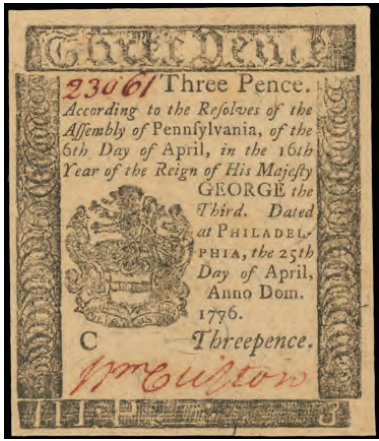 Three Pence
23061 Three Pence.
According to the Reſolves of the
Aſſembly of Pennſylvania, of the
6th Day of April, in the 16th
Year of the Reign of His Majeſty
GEORGE the
Third. Dated
at PHILADEL-
PHIA, the 25th
Day of April,
Anno Dom.
1776.
C Threepence.
Wm Clifton